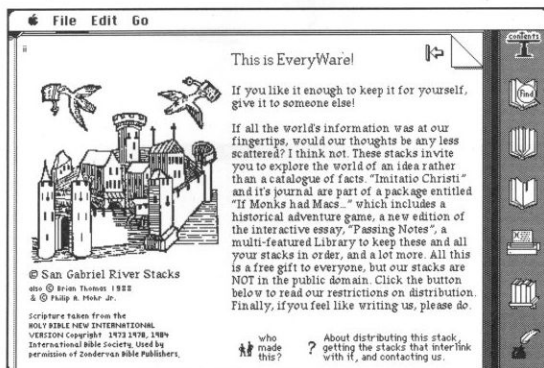 File Edit Go
contents
ii
This is EveryWare!
Find
If you like it enough to keep it for yourself,
give it to someone else!
If all the world's information was at our
fingertips, would our thoughts be any less
scattered? I think not. These stacks invite
you to explore the world of an idea rather
than a catalogue of facts. "Imitatio Christi"
and it's journal are part of a package entitled
"If Monks had Macs..." which includes a
historical adventure game, a new edition of
the interactive essay, "Passing Notes", a
multi-featured Library to keep these and all
your stacks in order, and a lot more. All this
is a free gift to everyone, but our stacks are
NOT in the public domain. Click the button
below to read our restrictions on distribution.
Finally, if you feel like writing us, please do.
© San Gabriel River Stacks
also © Brian Thomas 1988
& © Philip A. Mohr Jr.
Scripture taken from the
HOLY BIBLE NEW INTERNATIONAL
VERSION Copyright 1973 1978, 1984
International Bible Society. Used by
permission of Zondervan Bible Publishers.
who
made
this?
? About distributing this stack,
getting the stacks that interlink
with it, and contacting us.